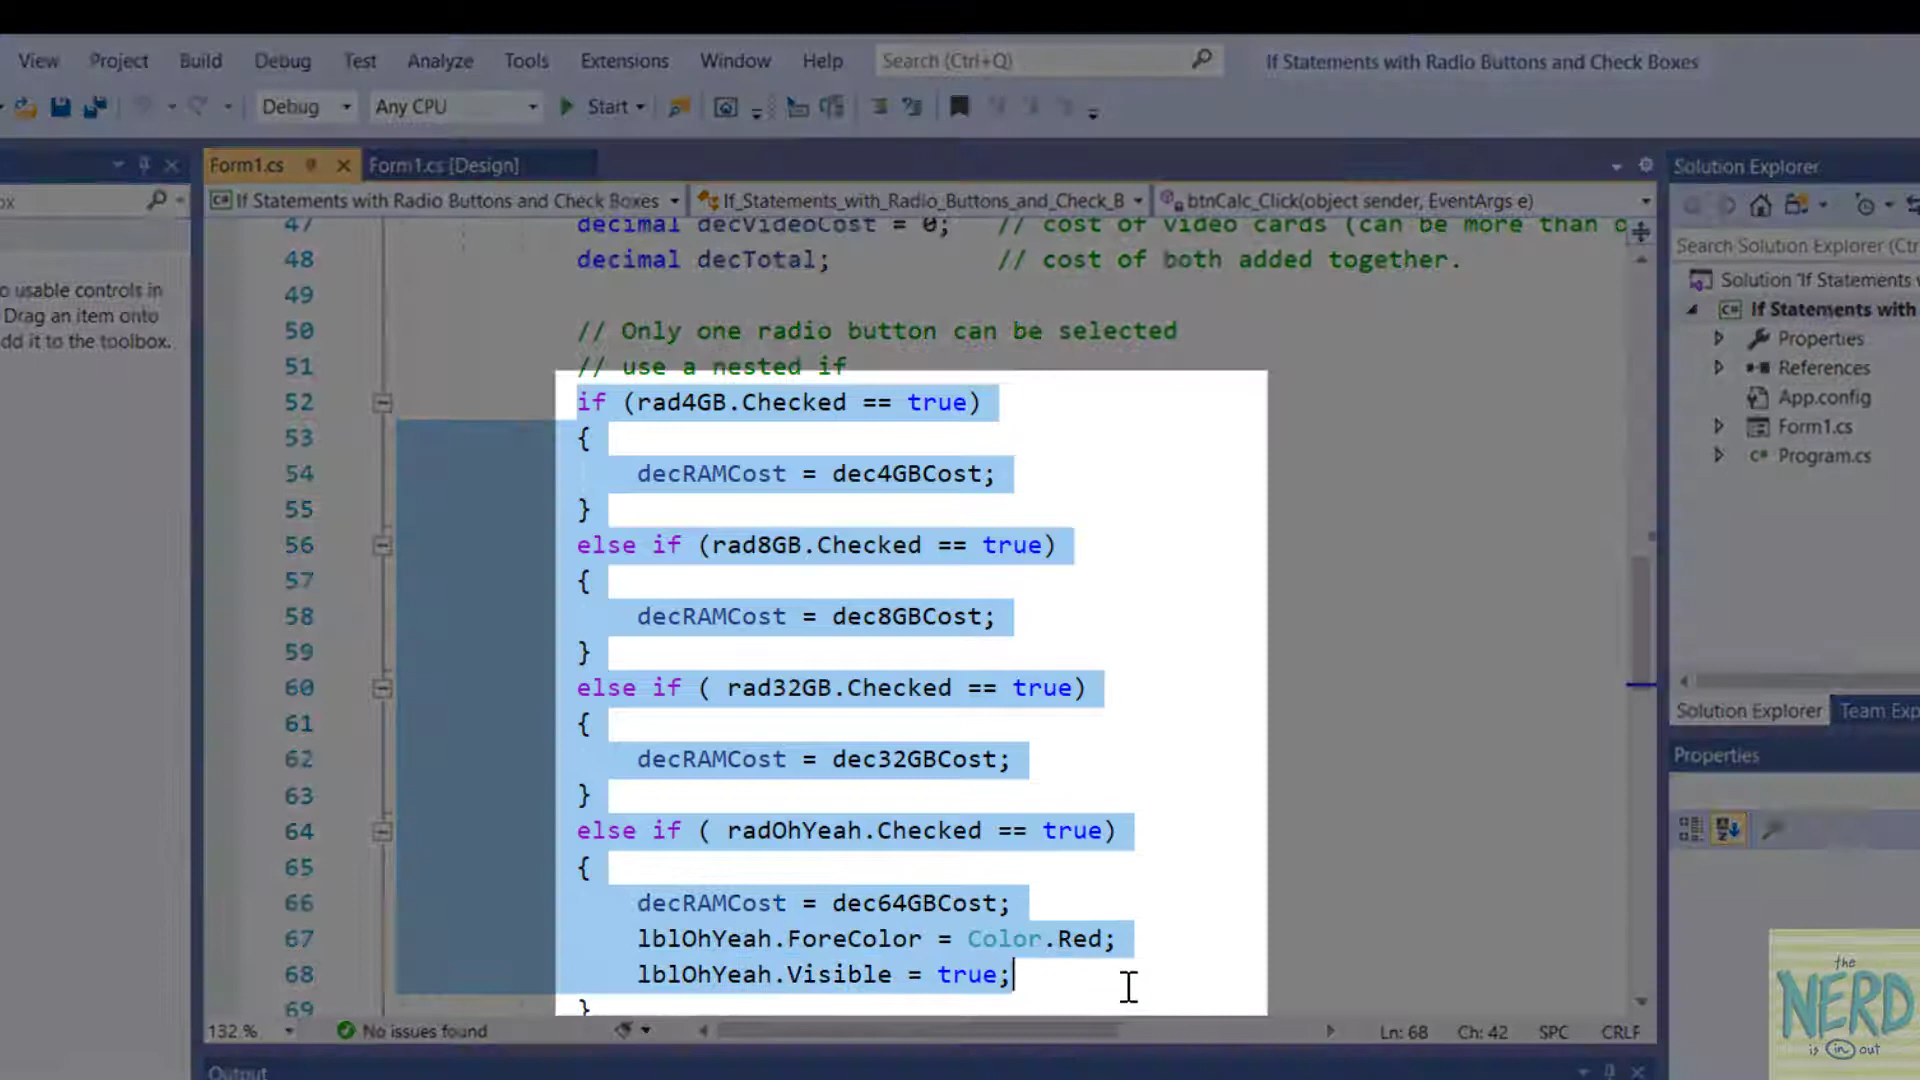 View Project Build Debug Test Analyze Tools Extensions Window Help Search (Ctrl+Q) If Statements with Radio Buttons and Check Boxes
Debug Any CPU Start
Form1.cs Form1.cs [Design] Solution Explorer
If Statements with Radio Buttons and Check Boxes If_Statements_with_Radio_Buttons_and_Check_B btnCalc_Click(object sender, EventArgs e)
47 decimal decVideoCost = 0; // cost of video cards (can be more than o
48 decimal decTotal; // cost of both added together.
49
50 // Only one radio button can be selected
51 // use a nested if
52 if (rad4GB.Checked == true)
53 {
54 decRAMCost = dec4GBCost;
55 }
56 else if (rad8GB.Checked == true)
57 {
58 decRAMCost = dec8GBCost;
59 }
60 else if ( rad32GB.Checked == true)
61 {
62 decRAMCost = dec32GBCost;
63 }
64 else if ( radOhYeah.Checked == true)
65 {
66 decRAMCost = dec64GBCost;
67 lblOhYeah.ForeColor = Color.Red;
68 lblOhYeah.Visible = true;
69 }
132 % No issues found Ln: 68 Ch: 42 SPC CRLF
Output
ox
o usable controls in
Drag an item onto
dd it to the toolbox.
Search Solution Explorer (Ctr
Solution 'If Statements
If Statements with
Properties
References
App.config
Form1.cs
Program.cs
Solution Explorer Team Exp
Properties
the
NERD
is in out